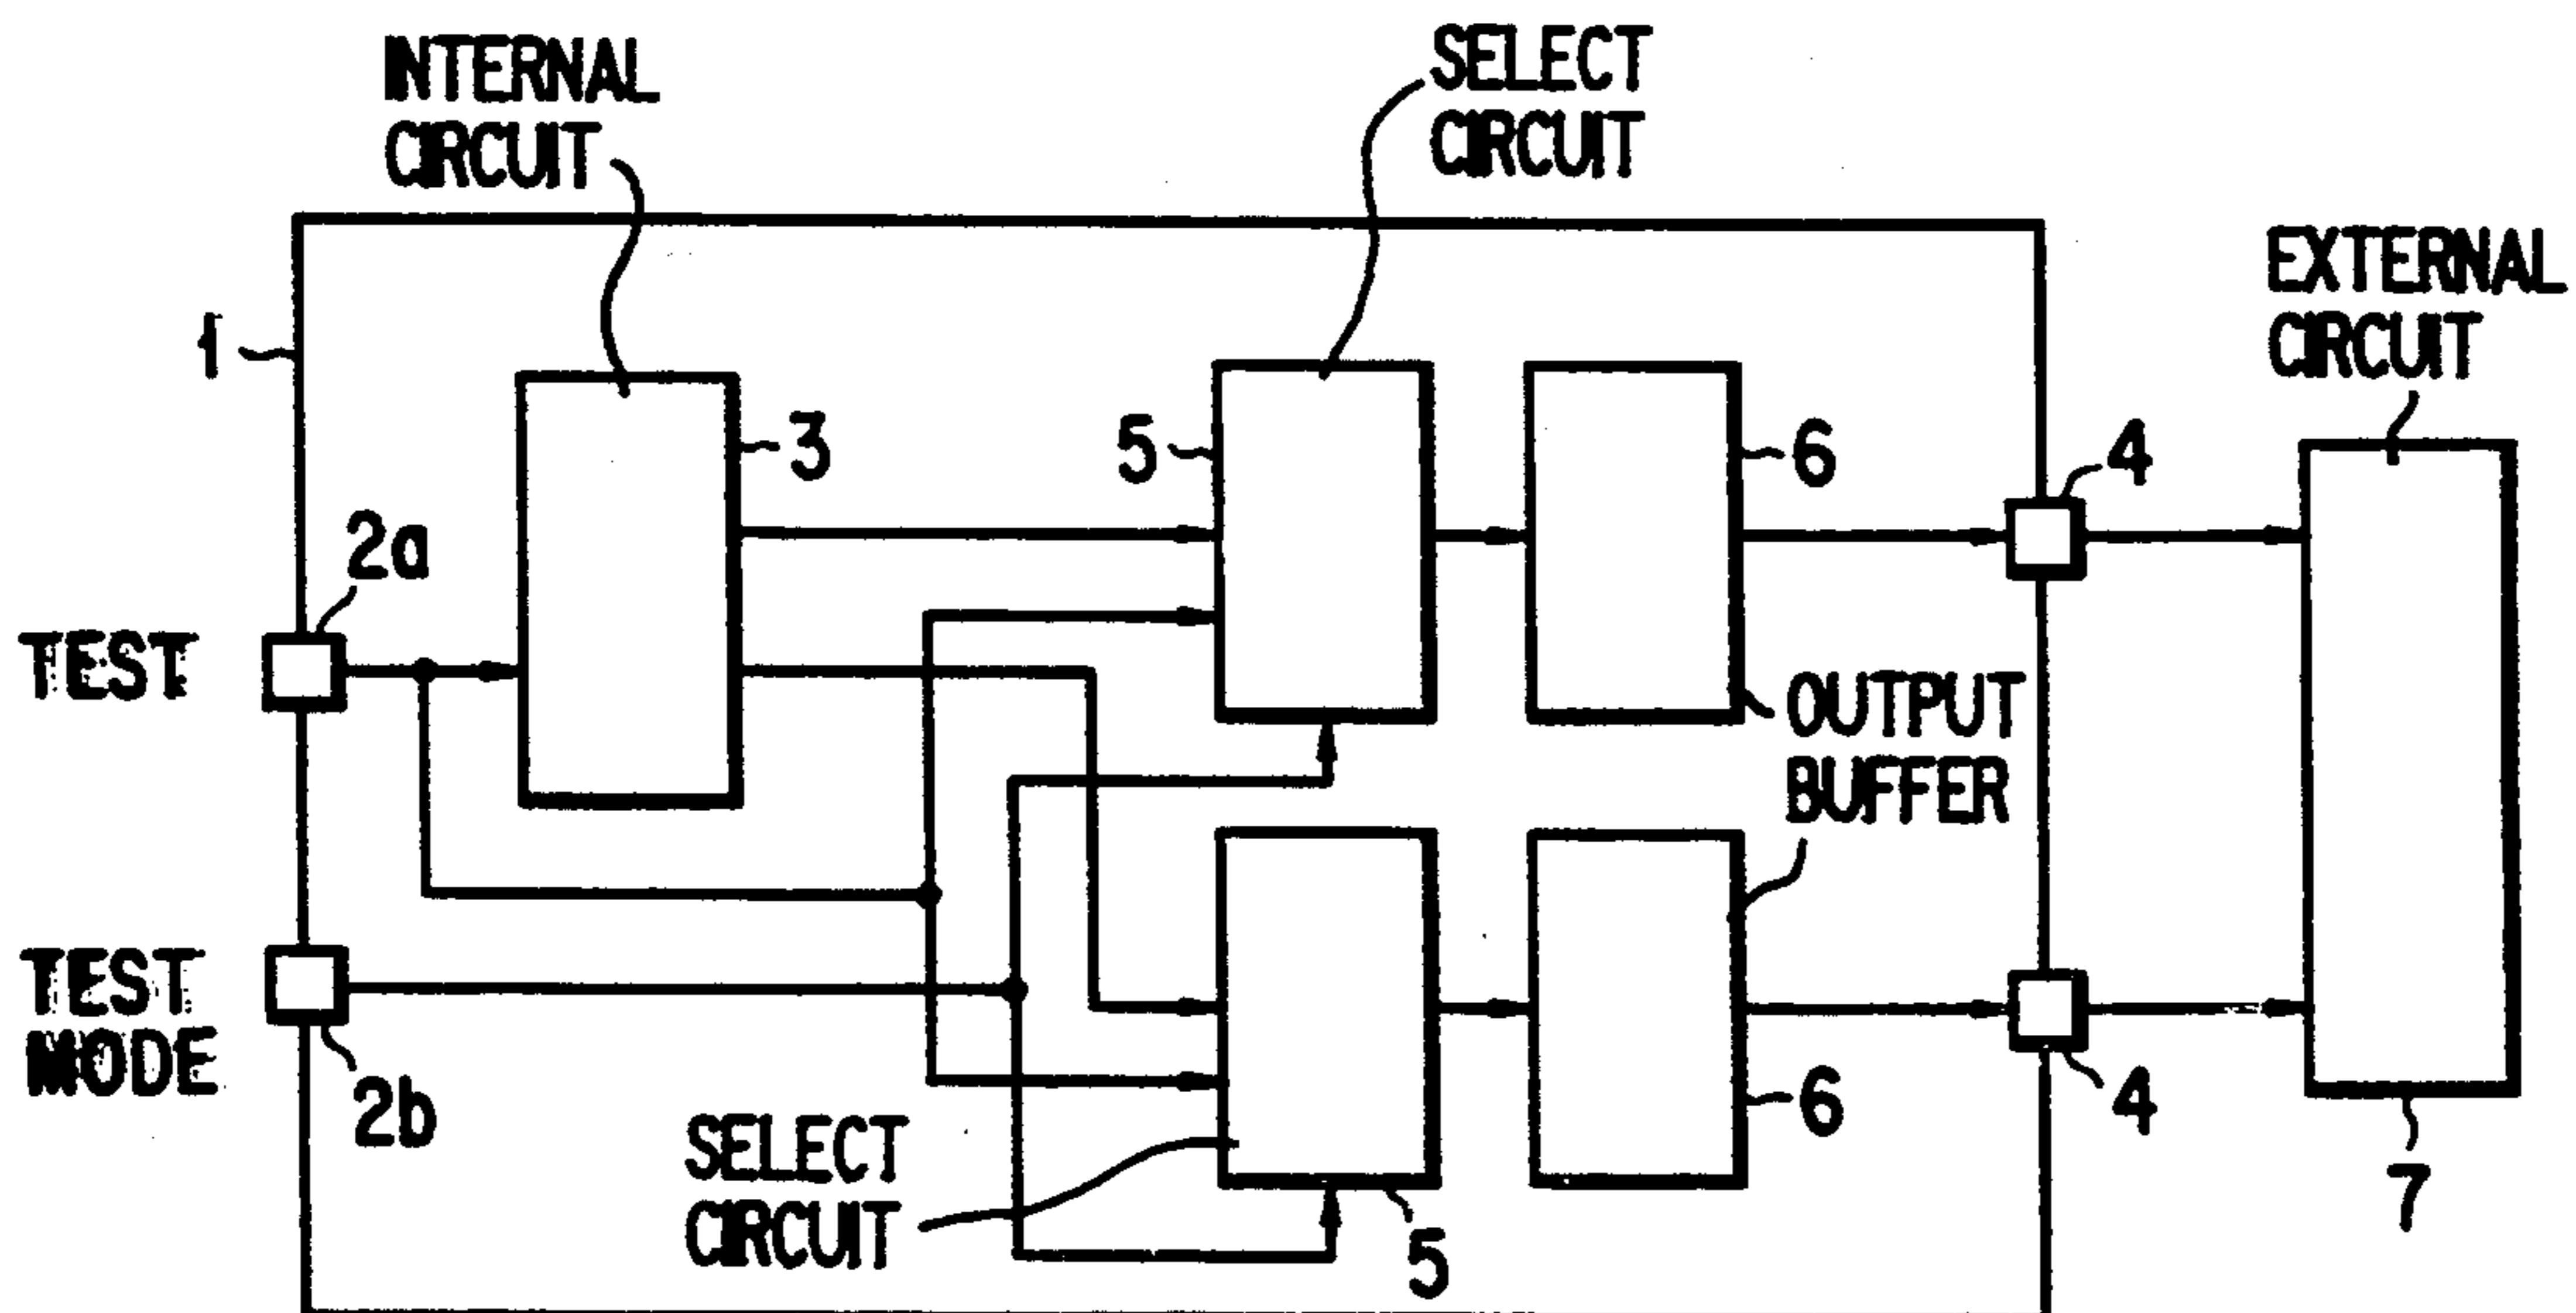 INTERNAL
CIRCUIT
SELECT
CIRCUIT
EXTERNAL
CIRCUIT
1
3
5
6
4
2a
TEST
OUTPUT
BUFFER
TEST
MODE
2b
SELECT
CIRCUIT
5
6
4
7